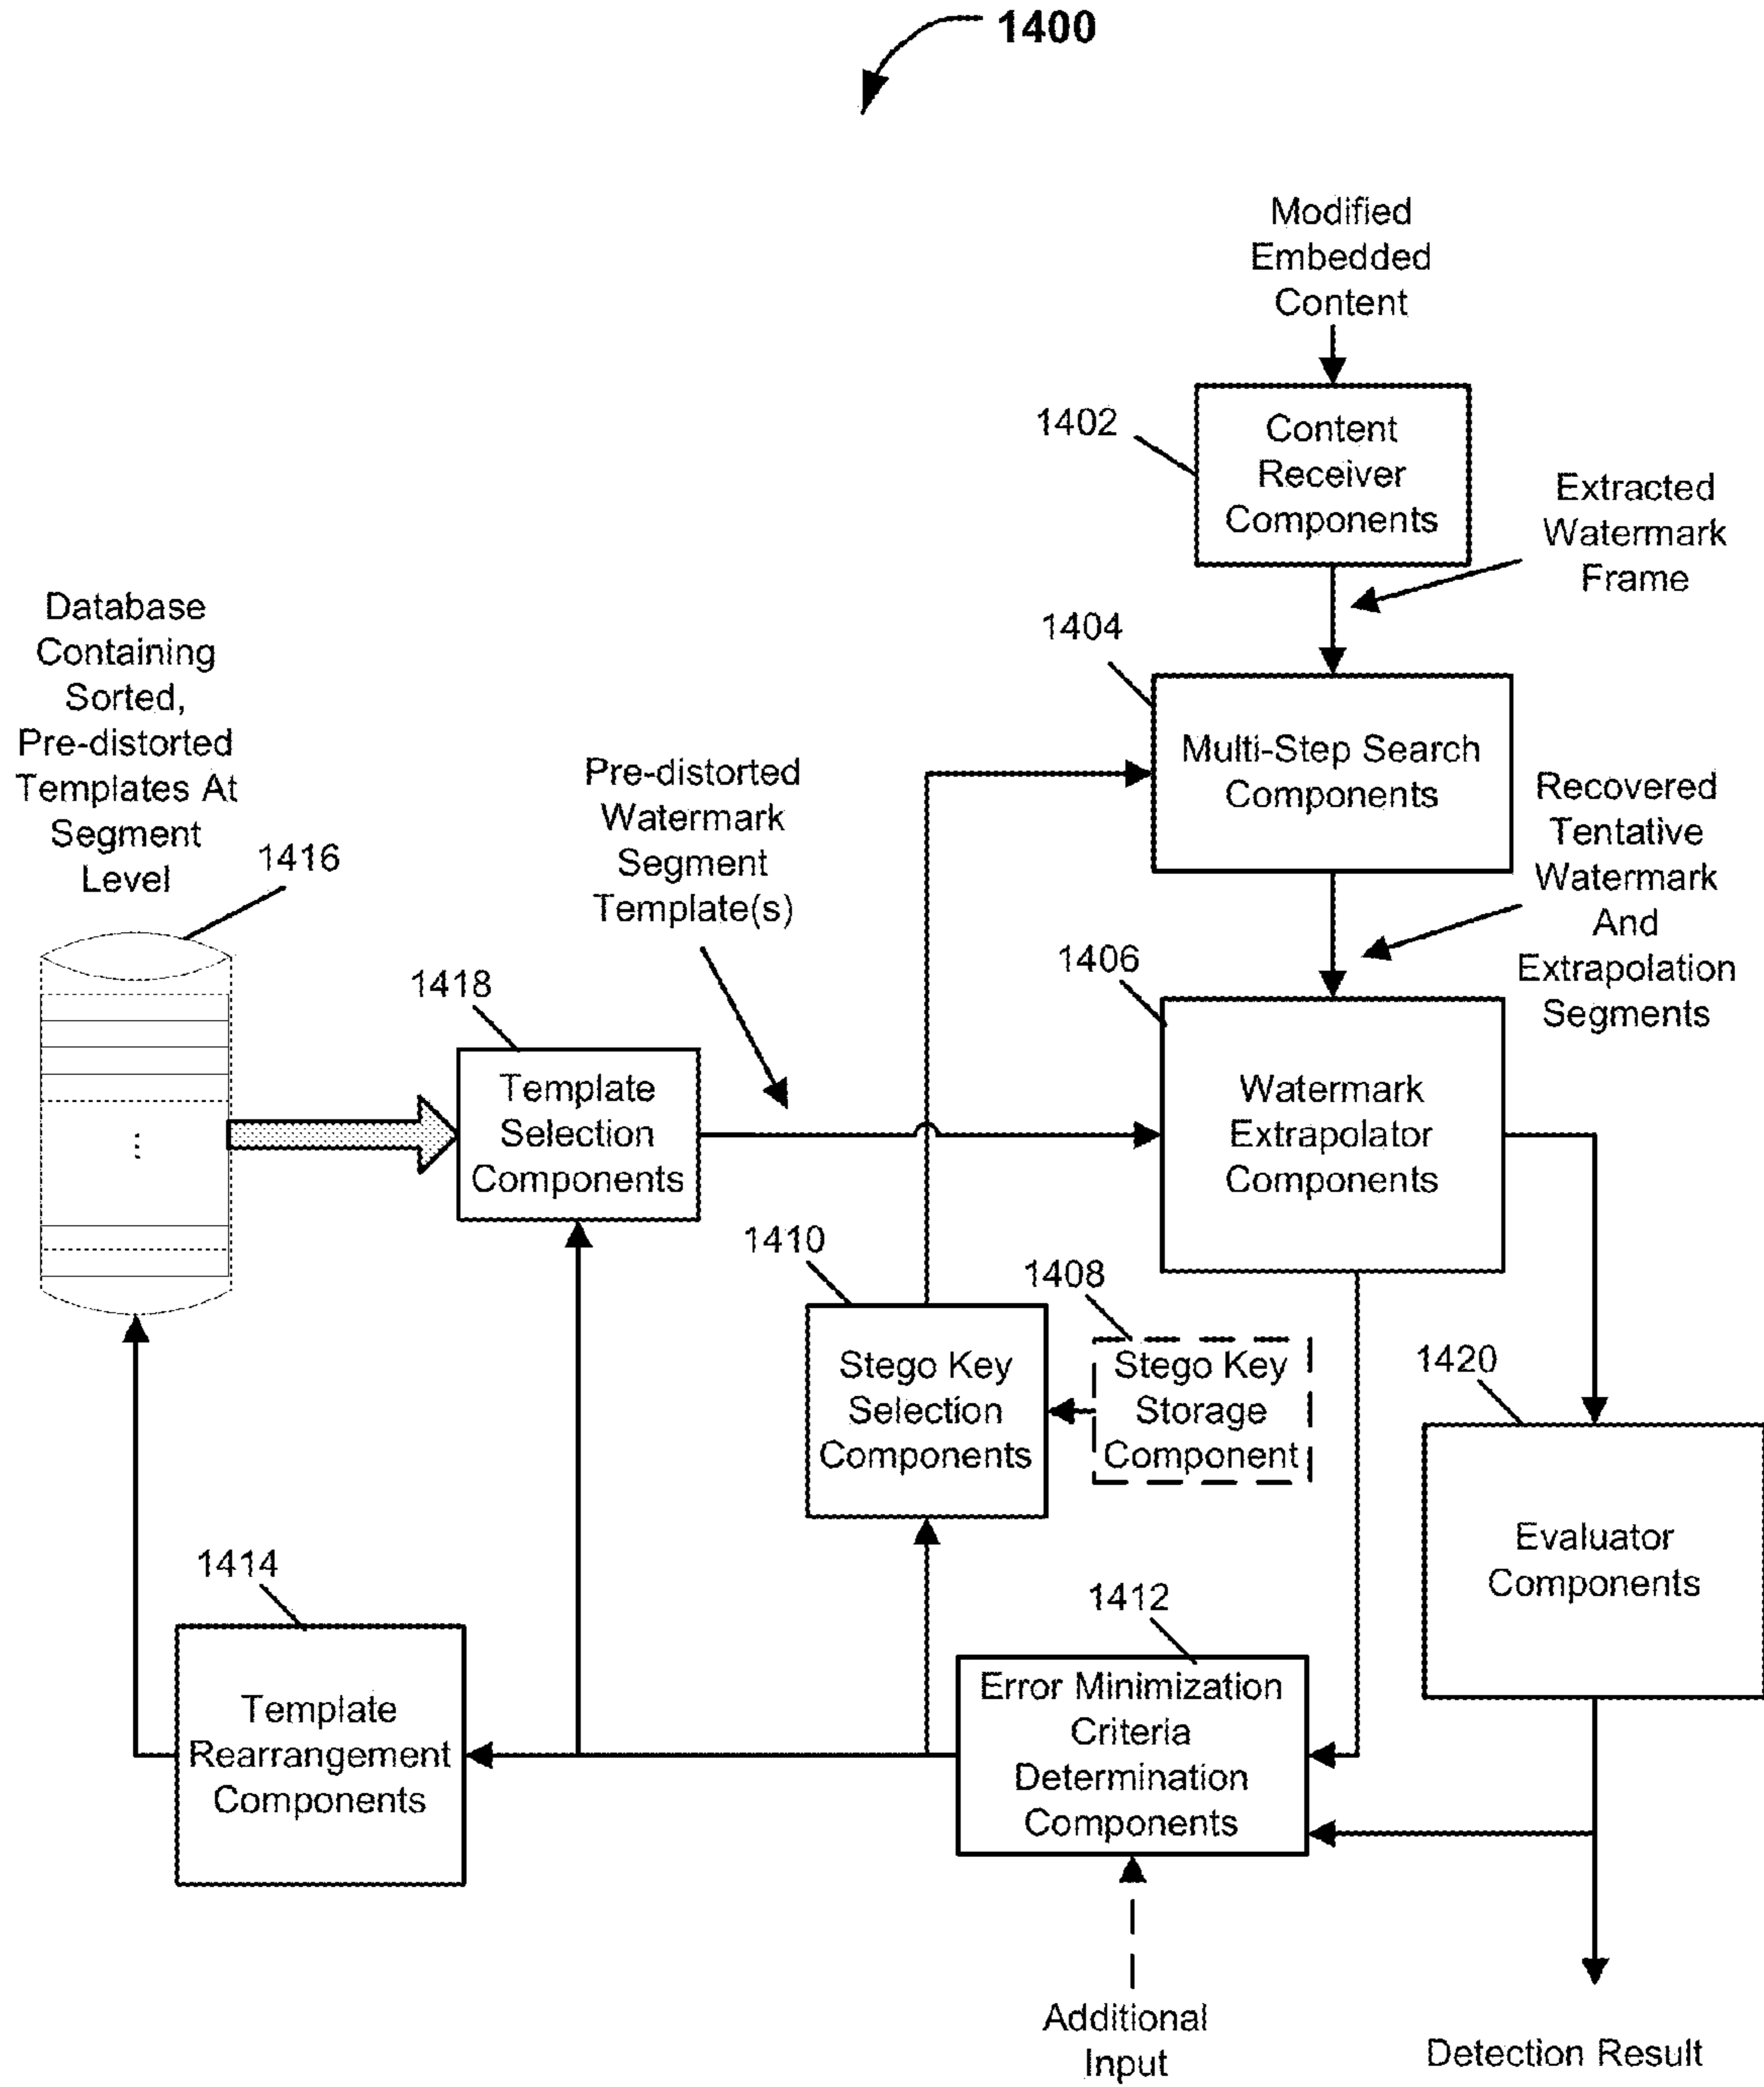 1400
Modified
Embedded
Content
1402
Content
Receiver
Components
Extracted
Watermark
Frame
Database
Containing
Sorted,
Pre-distorted
Templates At
Segment
Level
1416
1404
Multi-Step Search
Components
Pre-distorted
Watermark
Segment
Template(s)
Recovered
Tentative
Watermark
And
Extrapolation
Segments
1406
Watermark
Extrapolator
Components
1418
Template
Selection
Components
...
1410
Stego Key
Selection
Components
1408
Stego Key
Storage
Component
1420
Evaluator
Components
1414
Template
Rearrangement
Components
1412
Error Minimization
Criteria
Determination
Components
Additional
Input
Detection Result